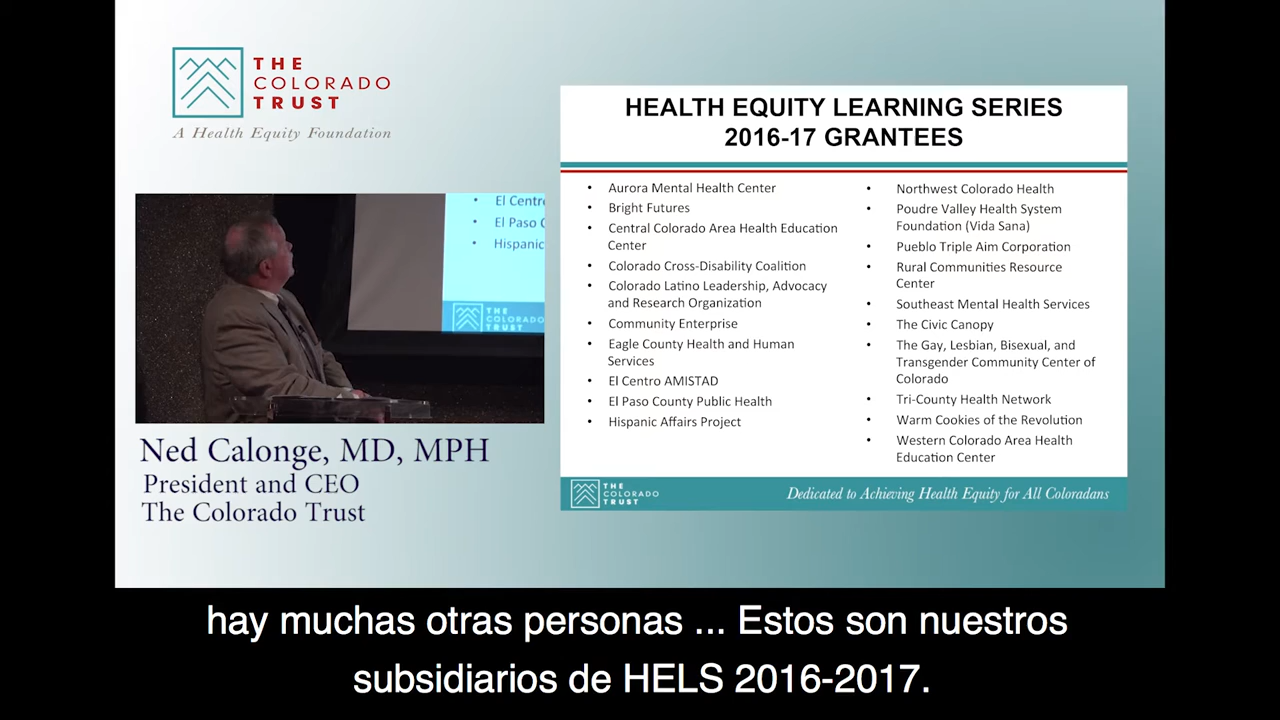 THE
COLORADO
TRUST
A Health Equity Foundation
El Centr
El Paso C
Hispanic
THE
COLORADO
TRUST
Ned Calonge, MD, MPH
President and CEO
The Colorado Trust
HEALTH EQUITY LEARNING SERIES
2016-17 GRANTEES
• Aurora Mental Health Center
• Bright Futures
• Central Colorado Area Health Education
Center
• Colorado Cross-Disability Coalition
• Colorado Latino Leadership, Advocacy
and Research Organization
• Community Enterprise
• Eagle County Health and Human
Services
• El Centro AMISTAD
• El Paso County Public Health
• Hispanic Affairs Project
• Northwest Colorado Health
• Poudre Valley Health System
Foundation (Vida Sana)
• Pueblo Triple Aim Corporation
• Rural Communities Resource
Center
• Southeast Mental Health Services
• The Civic Canopy
• The Gay, Lesbian, Bisexual, and
Transgender Community Center of
Colorado
• Tri-County Health Network
• Warm Cookies of the Revolution
• Western Colorado Area Health
Education Center
THE
COLORADO
TRUST
Dedicated to Achieving Health Equity for All Coloradans
hay muchas otras personas ... Estos son nuestros
subsidiarios de HELS 2016-2017.